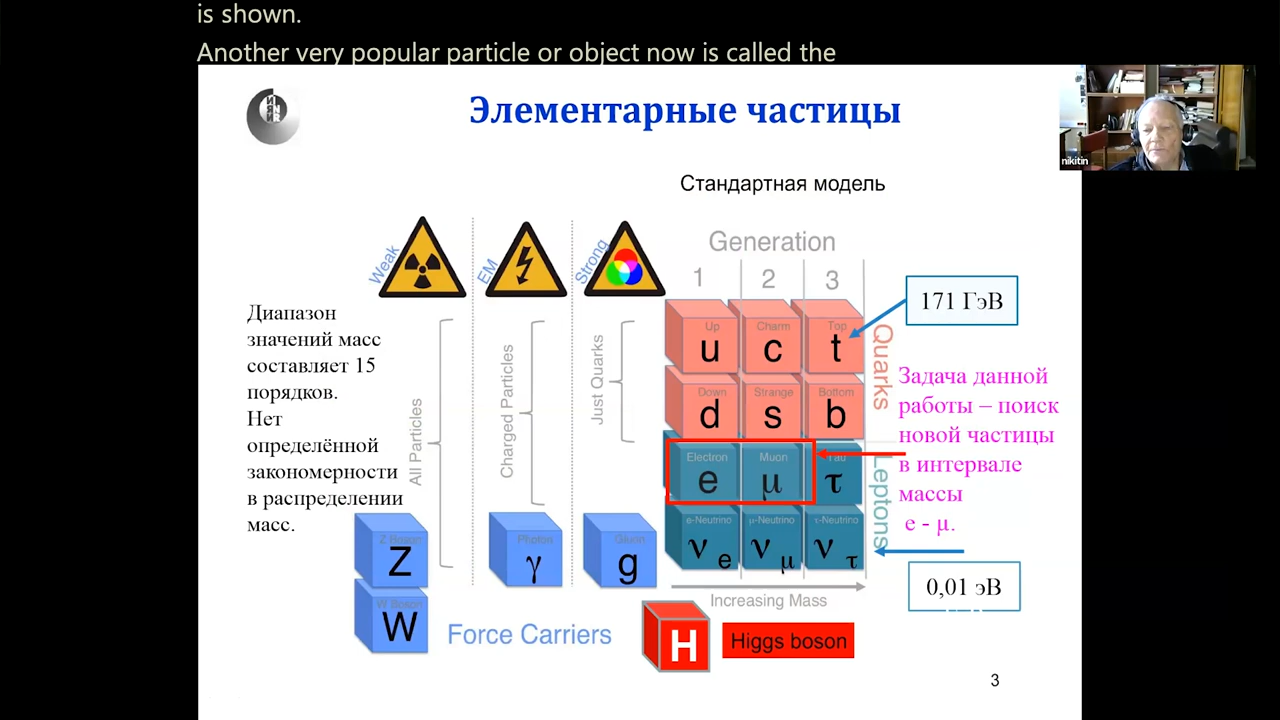 is shown.
Another very popular particle or object now is called the
Элементарные частицы
nikitin
Стандартная модель
Weak
EM
Strong
Generation
1
2
3
171 ГэВ
Диапазон
значений масс
составляет 15
порядков.
Нет
определённой
закономерности
в распределении
масс.
All Particles
Charged Particles
Just Quarks
Up
u
Charm
c
Top
t
Quarks
Down
d
Strange
s
Bottom
b
Задача данной
работы – поиск
новой частицы
в интервале
массы
e - μ.
Electron
e
Muon
μ
Tau
τ
Leptons
e-Neutrino
ν e
μ-Neutrino
ν μ
τ-Neutrino
ν τ
Z Boson
Z
Photon
γ
Gluon
g
0,01 эВ
Increasing Mass
W Boson
W
Force Carriers
H
Higgs boson
3